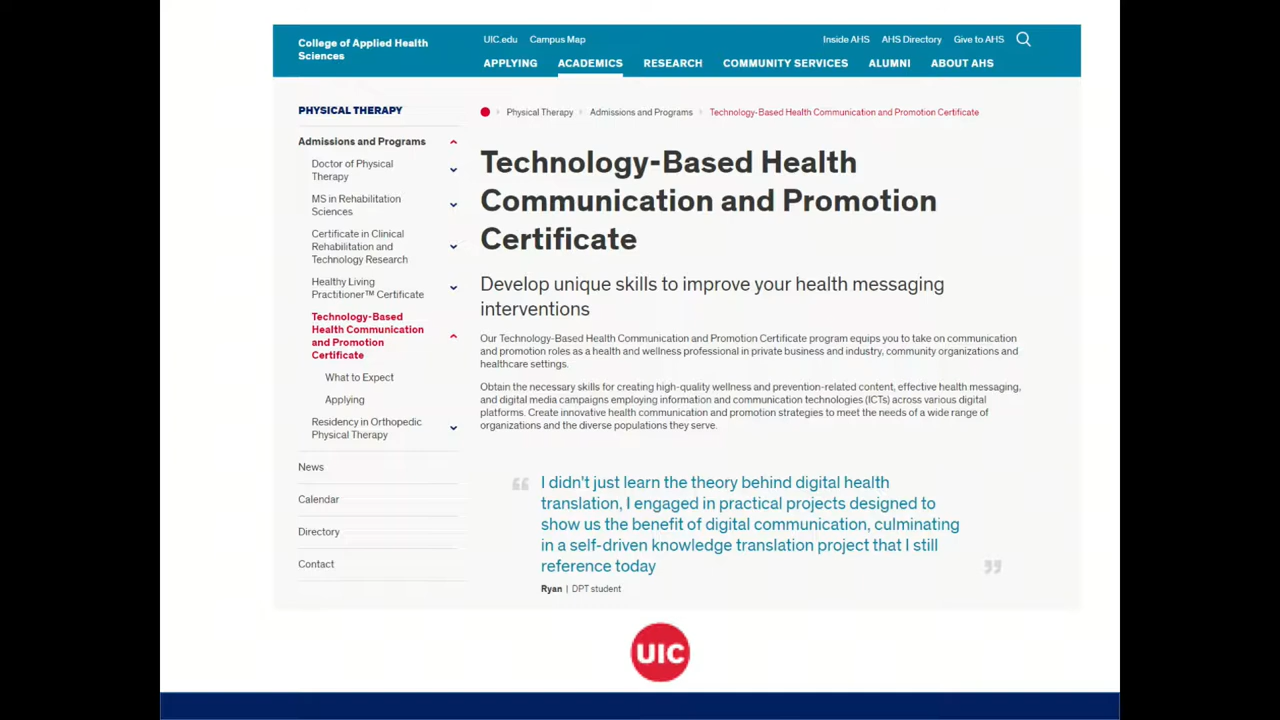 College of Applied Health
Sciences
UIC.edu Campus Map
Inside AHS AHS Directory Give to AHS
APPLYING ACADEMICS RESEARCH COMMUNITY SERVICES ALUMNI ABOUT AHS
PHYSICAL THERAPY
Admissions and Programs
Doctor of Physical
Therapy
MS in Rehabilitation
Sciences
Certificate in Clinical
Rehabilitation and
Technology Research
Healthy Living
Practitioner™ Certificate
Technology-Based
Health Communication
and Promotion
Certificate
What to Expect
Applying
Residency in Orthopedic
Physical Therapy
News
Calendar
Directory
Contact
Physical Therapy › Admissions and Programs › Technology-Based Health Communication and Promotion Certificate
Technology-Based Health
Communication and Promotion
Certificate
Develop unique skills to improve your health messaging
interventions
Our Technology-Based Health Communication and Promotion Certificate program equips you to take on communication
and promotion roles as a health and wellness professional in private business and industry, community organizations and
healthcare settings.
Obtain the necessary skills for creating high-quality wellness and prevention-related content, effective health messaging,
and digital media campaigns employing information and communication technologies (ICTs) across various digital
platforms. Create innovative health communication and promotion strategies to meet the needs of a wide range of
organizations and the diverse populations they serve.
“ I didn't just learn the theory behind digital health
translation, I engaged in practical projects designed to
show us the benefit of digital communication, culminating
in a self-driven knowledge translation project that I still
reference today ”
Ryan | DPT student
UIC